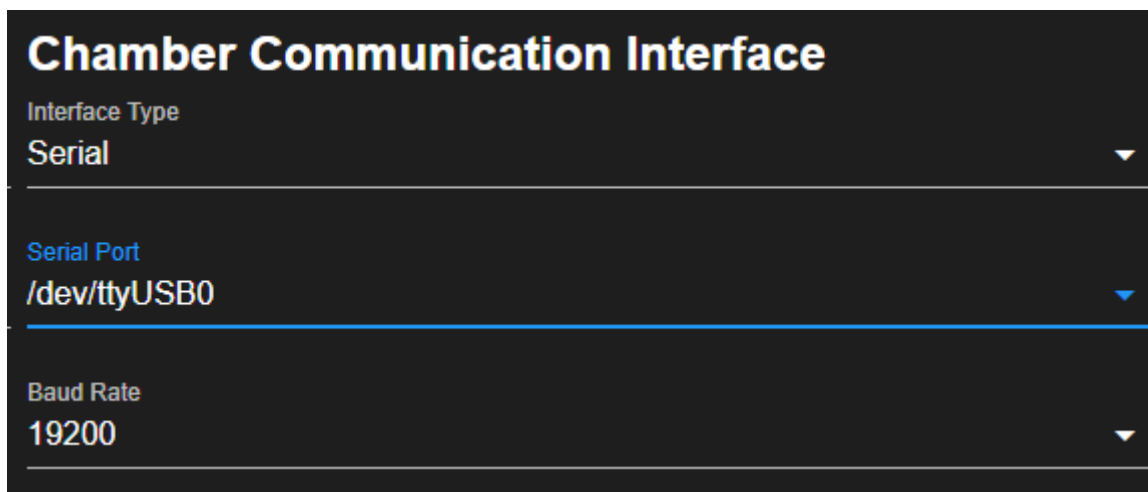 Chamber Communication Interface
Interface Type
Serial
Serial Port
/dev/ttyUSB0
Baud Rate
19200